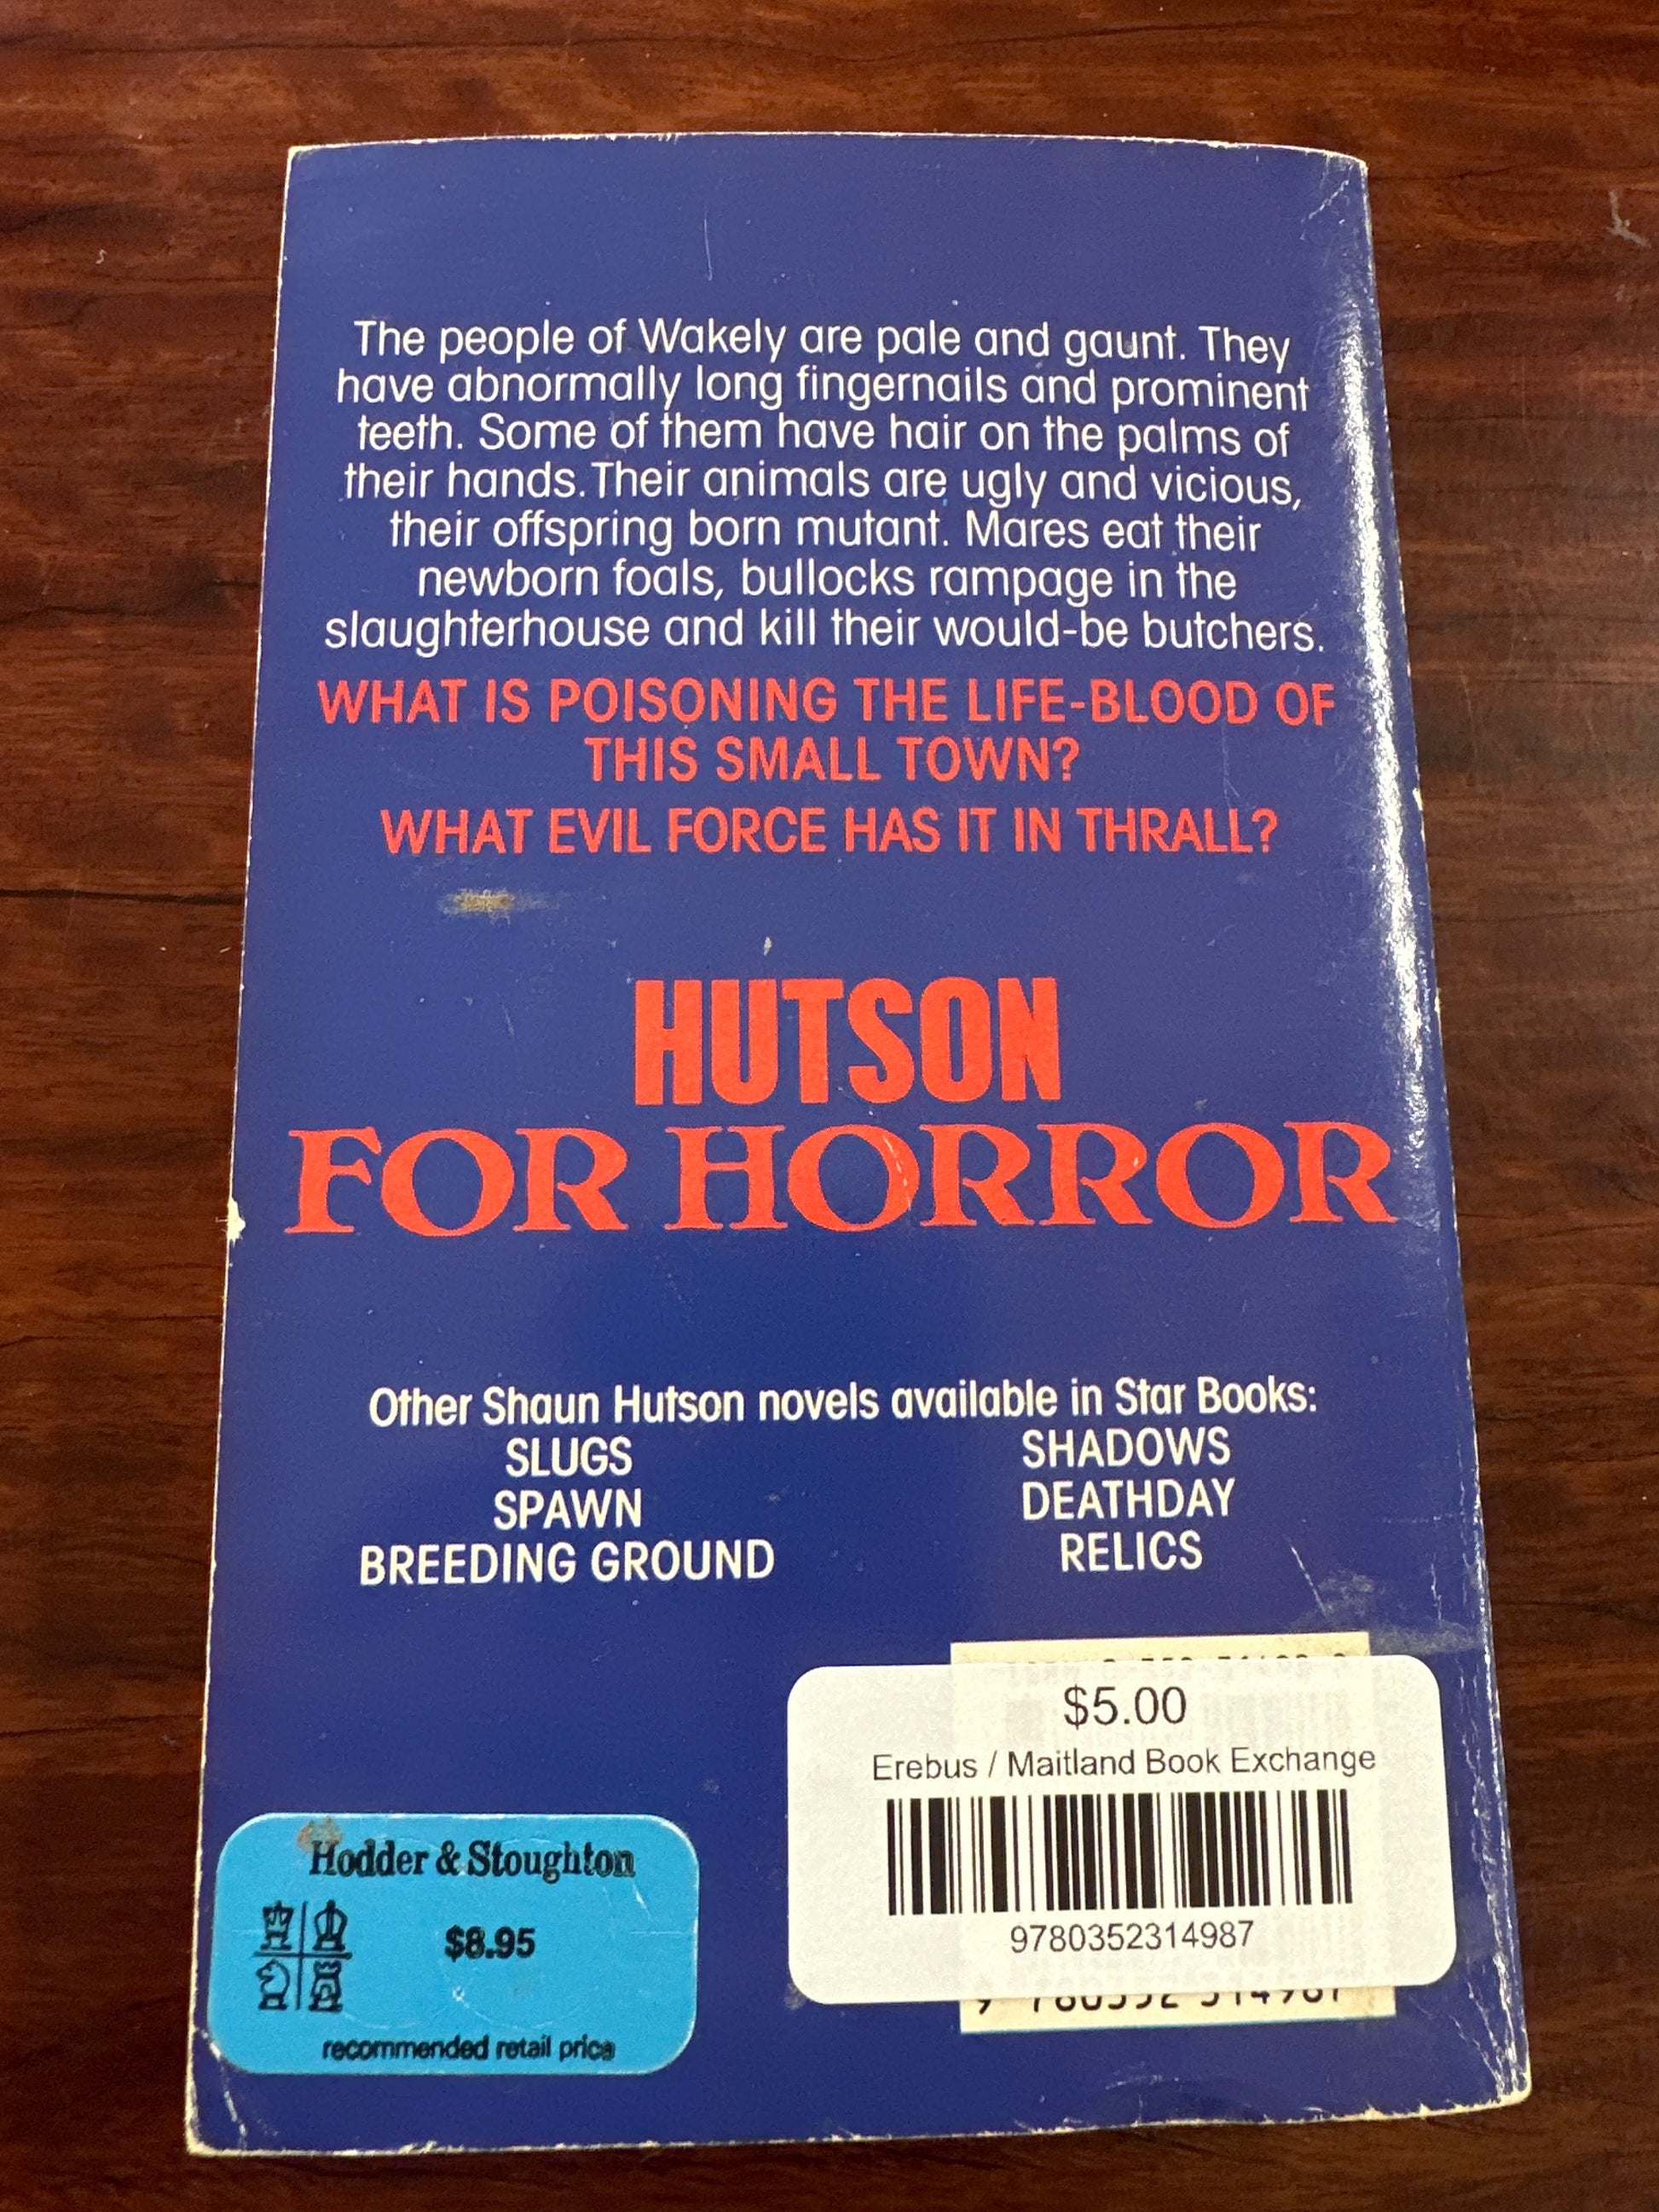 The people of Wakely are pale and gaunt. They
have abnormally long fingernails and prominent
teeth. Some of them have hair on the palms of
their hands. Their animals are ugly and vicious,
their offspring born mutant. Mares eat their
newborn foals, bullocks rampage in the
slaughterhouse and kill their would-be butchers.
WHAT IS POISONING THE LIFE-BLOOD OF
THIS SMALL TOWN?
WHAT EVIL FORCE HAS IT IN THRALL?
HUTSON
FOR HORROR
Other Shaun Hutson novels available in Star Books:
SLUGS
SPAWN
BREEDING GROUND
SHADOWS
DEATHDAY
RELICS
$5.00
Erebus / Maitland Book Exchange
9780352314987
Hodder & Stoughton
$8.95
recommended retail price